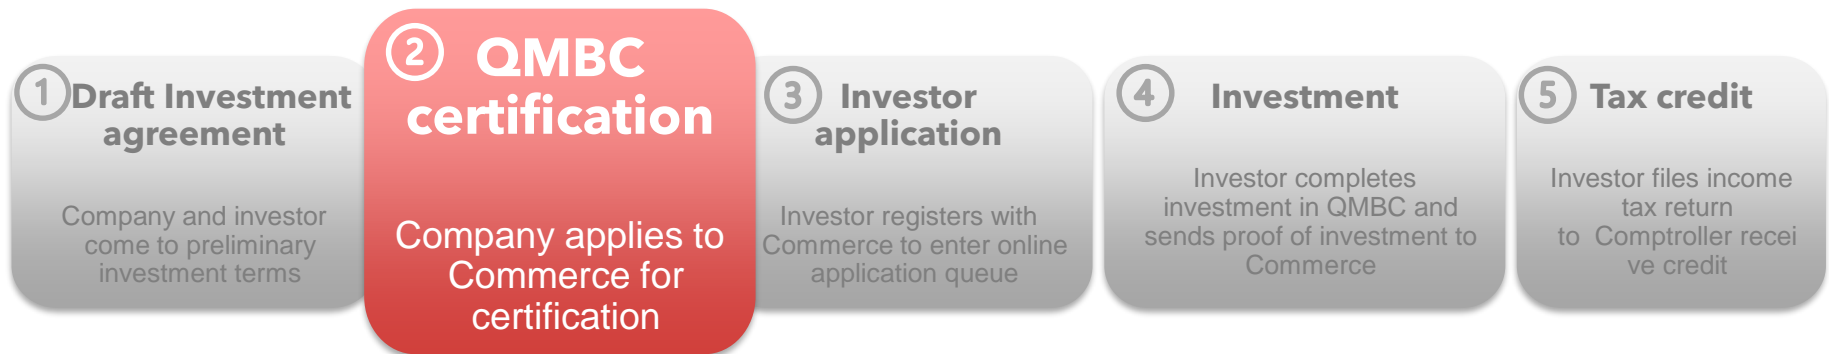 1
Draft Investment
agreement
Company and investor
come to preliminary
investment terms
2
QMBC
certification
Company applies to
Commerce for
certification
3
Investor
application
Investor registers with
Commerce to enter online
application queue
4
Investment
Investor completes
investment in QMBC and
sends proof of investment to
Commerce
5
Tax credit
Investor files income
tax return
to Comptroller recei
ve credit